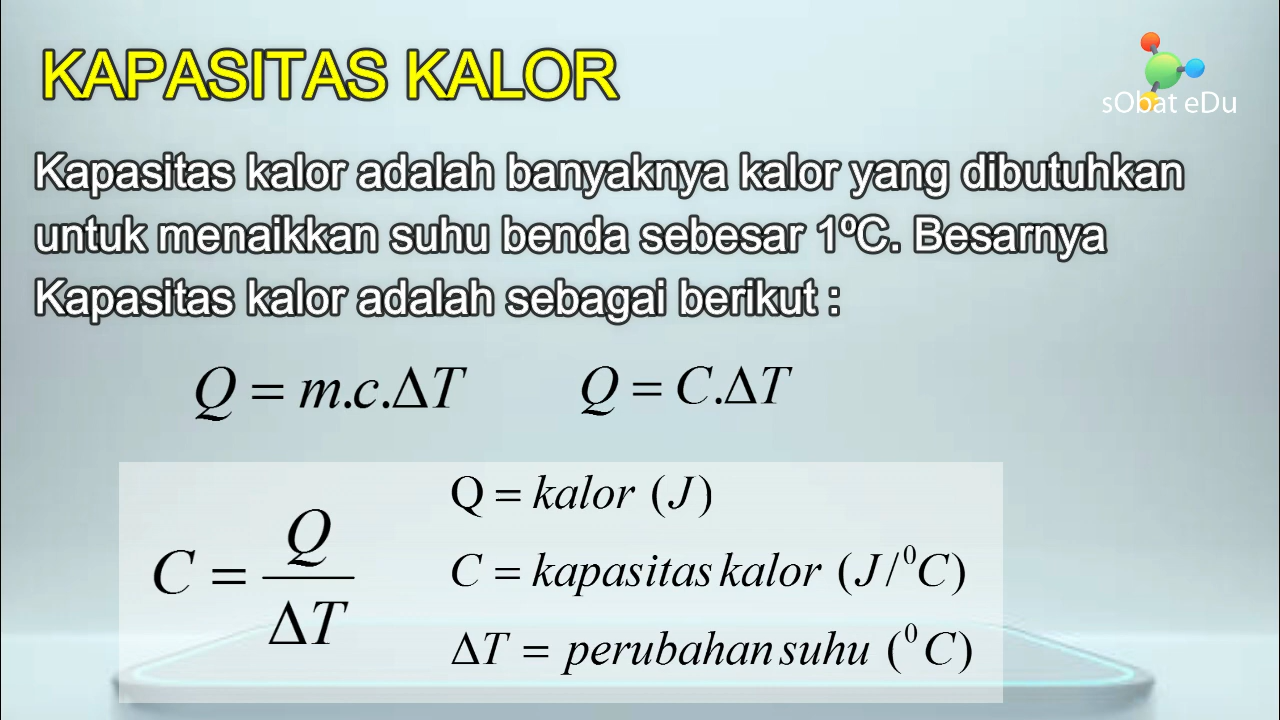 KAPASITAS KALOR
sObat eDu
Kapasitas kalor adalah banyaknya kalor yang dibutuhkan
untuk menaikkan suhu benda sebesar 1ºC. Besarnya
Kapasitas kalor adalah sebagai berikut :
Q = m.c.ΔT
Q = C.ΔT
C = Q/ΔT
Q = kalor (J)
C = kapasitas kalor (J/⁰C)
ΔT = perubahan suhu (⁰C)